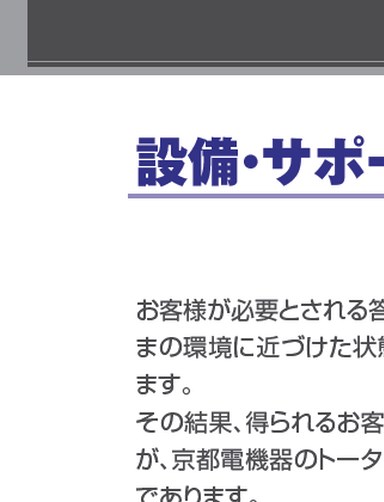 設備・サポー
お客様が必要とされる答
まの環境に近づけた状態
ます。
その結果、得られるお客
が、京都電機器のトータ
であります。